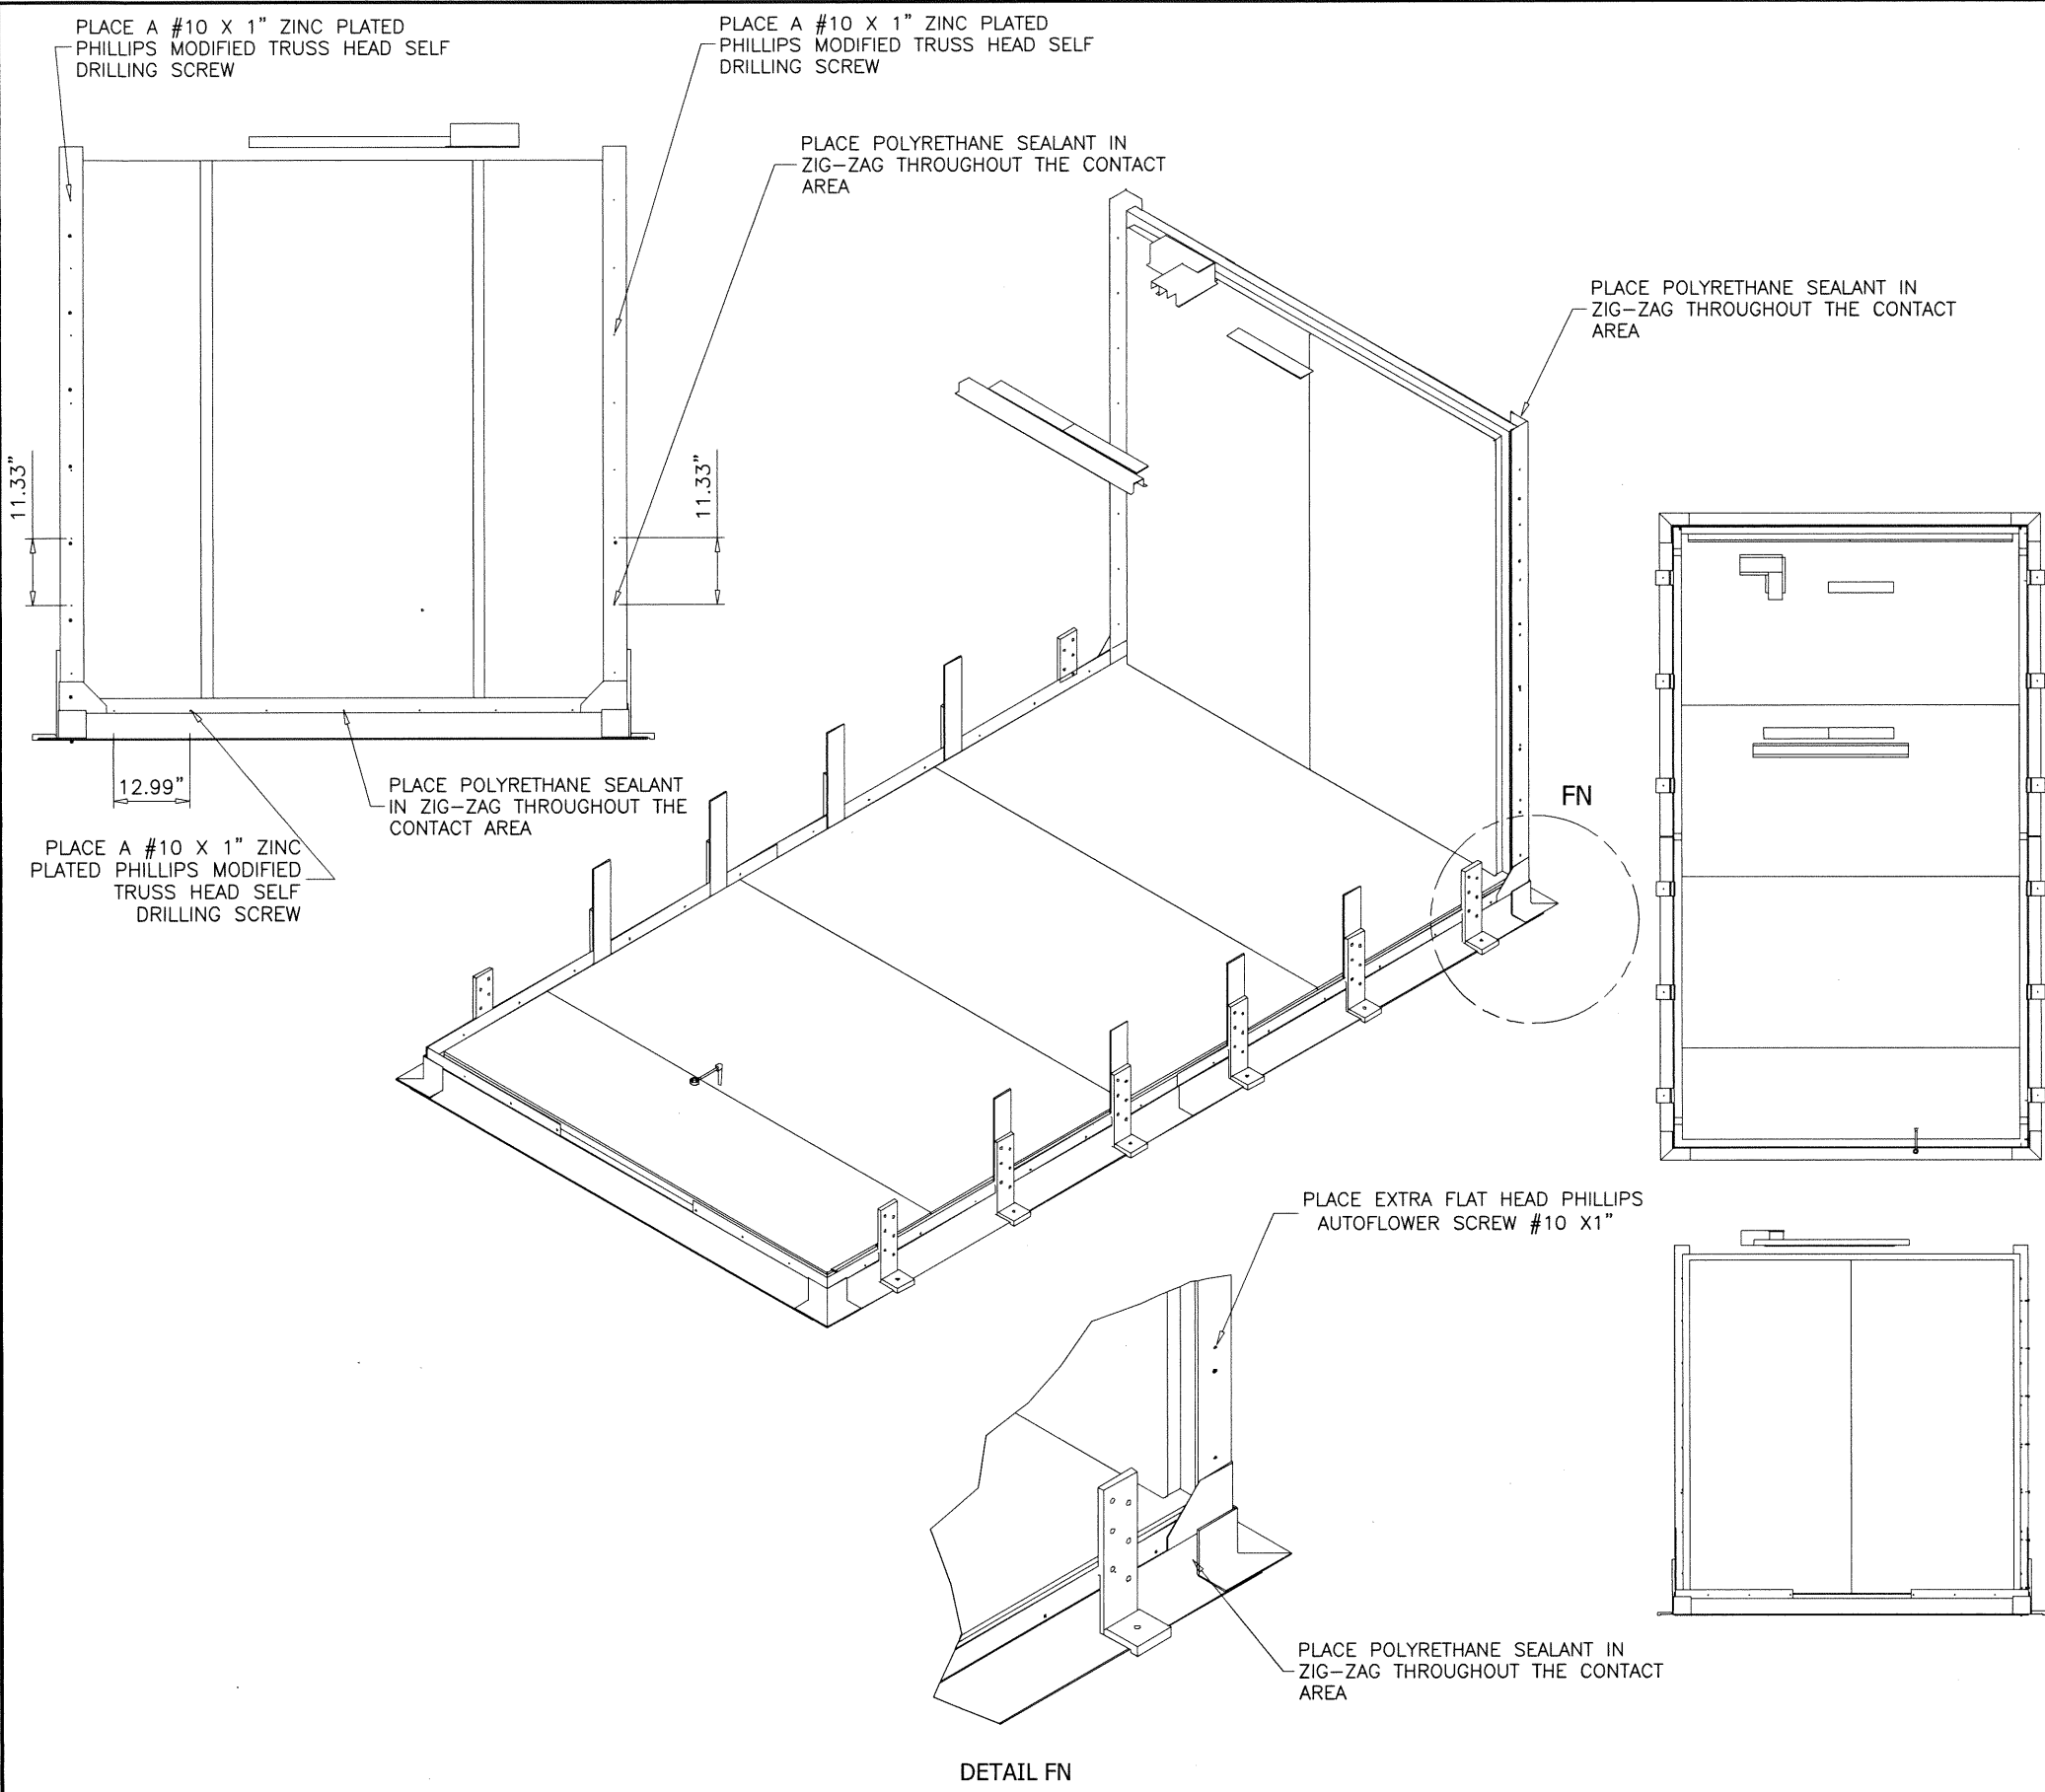 PLACE A #10 X 1" ZINC PLATED
PHILLIPS MODIFIED TRUSS HEAD SELF
DRILLING SCREW
PLACE A #10 X 1" ZINC PLATED
PHILLIPS MODIFIED TRUSS HEAD SELF
DRILLING SCREW
PLACE POLYRETHANE SEALANT IN
ZIG-ZAG THROUGHOUT THE CONTACT
AREA
PLACE POLYRETHANE SEALANT IN
ZIG-ZAG THROUGHOUT THE CONTACT
AREA
11.33"
11.33"
12.99"
PLACE POLYRETHANE SEALANT
IN ZIG-ZAG THROUGHOUT THE
CONTACT AREA
PLACE A #10 X 1" ZINC
PLATED PHILLIPS MODIFIED
TRUSS HEAD SELF
DRILLING SCREW
FN
PLACE EXTRA FLAT HEAD PHILLIPS
AUTOFLOWER SCREW #10 X1"
PLACE POLYRETHANE SEALANT IN
ZIG-ZAG THROUGHOUT THE CONTACT
AREA
DETAIL FN